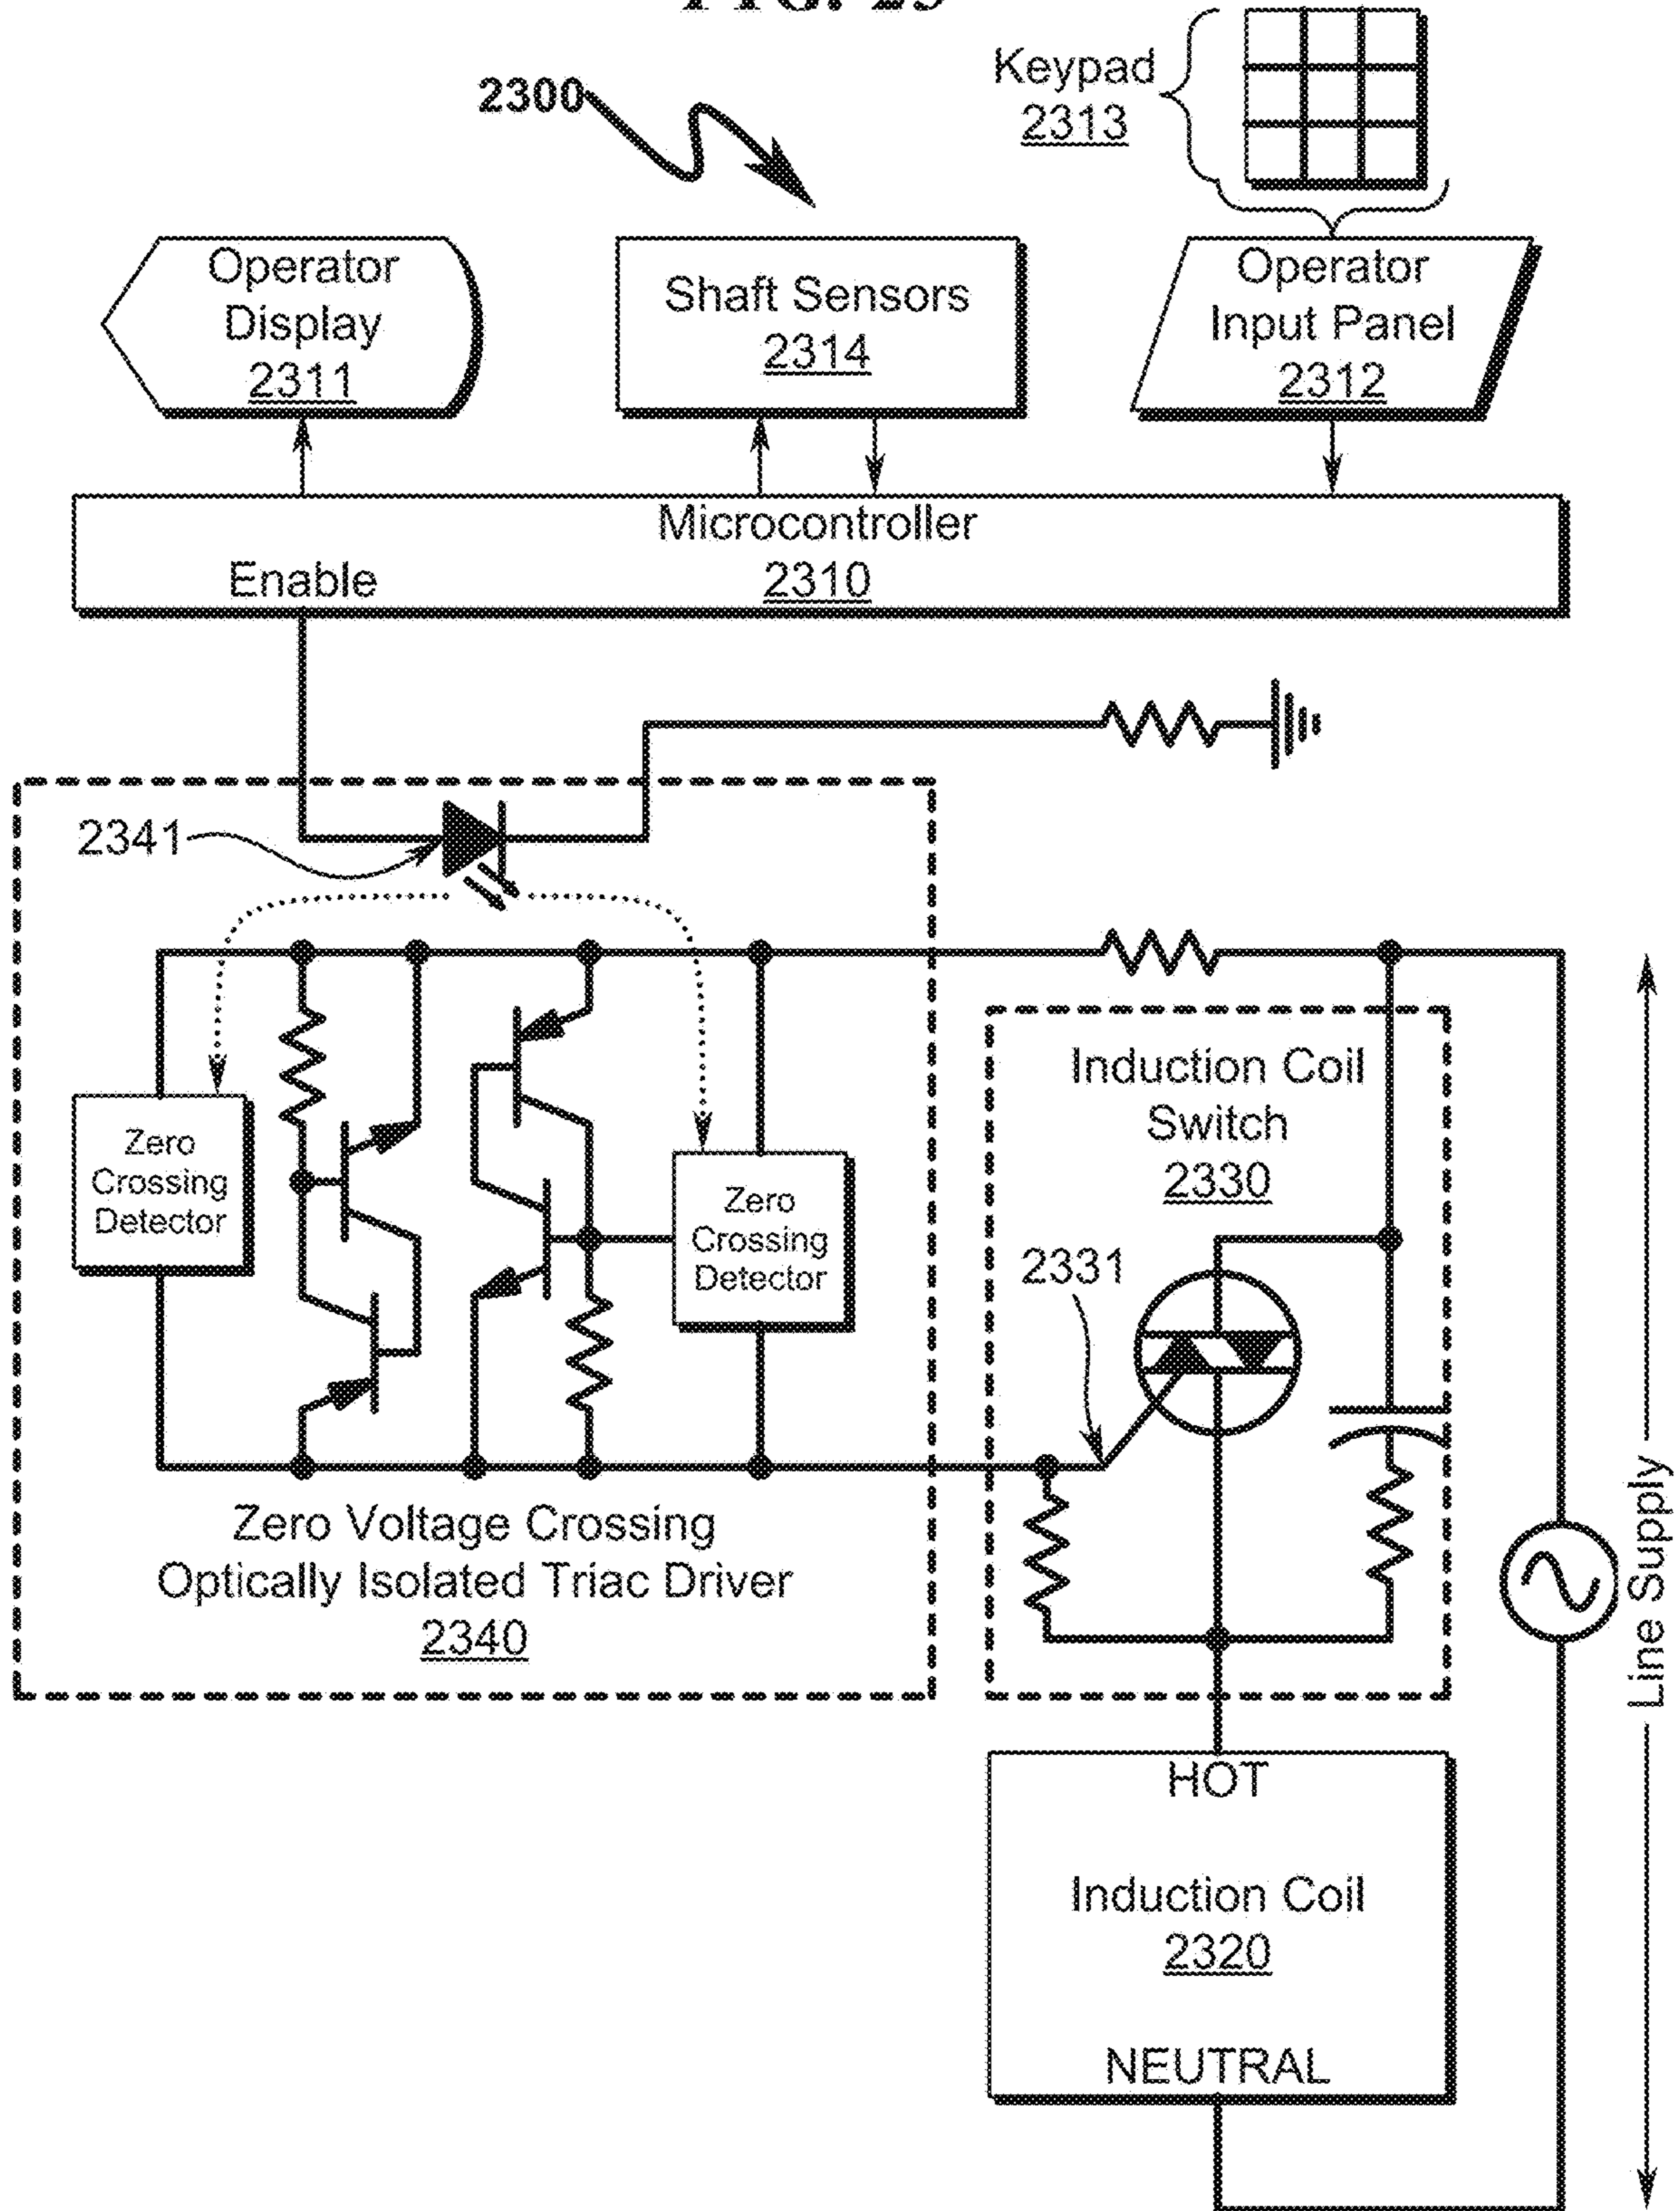 FIG. 23
2300
Keypad
2313
Operator
Display
2311
Shaft Sensors
2314
Operator
Input Panel
2312
Microcontroller
2310
Enable
2341
Zero
Crossing
Detector
Zero
Crossing
Detector
Induction Coil
Switch
2330
2331
Zero Voltage Crossing
Optically Isolated Triac Driver
2340
Line Supply
HOT
Induction Coil
2320
NEUTRAL